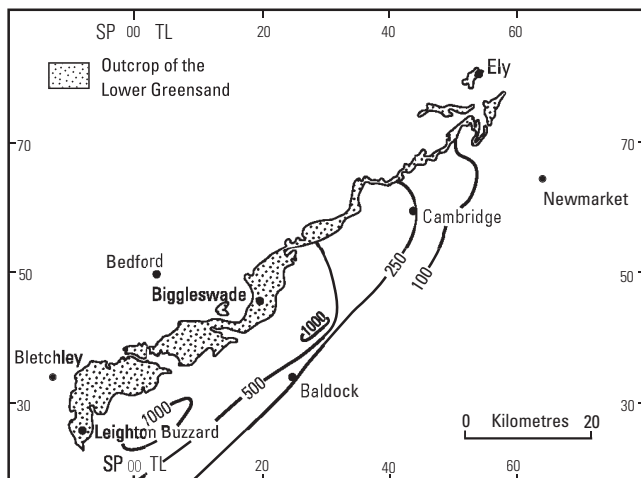 SP 00 TL 20 40 60
Outcrop of the
Lower Greensand
Ely
70 70
Newmarket
Cambridge
250
100
Bedford
50 50
Biggleswade
1000
Bletchley
500
Baldock
30 30
1000
Leighton Buzzard
0 Kilometres 20
SP 00 TL 20 40 60